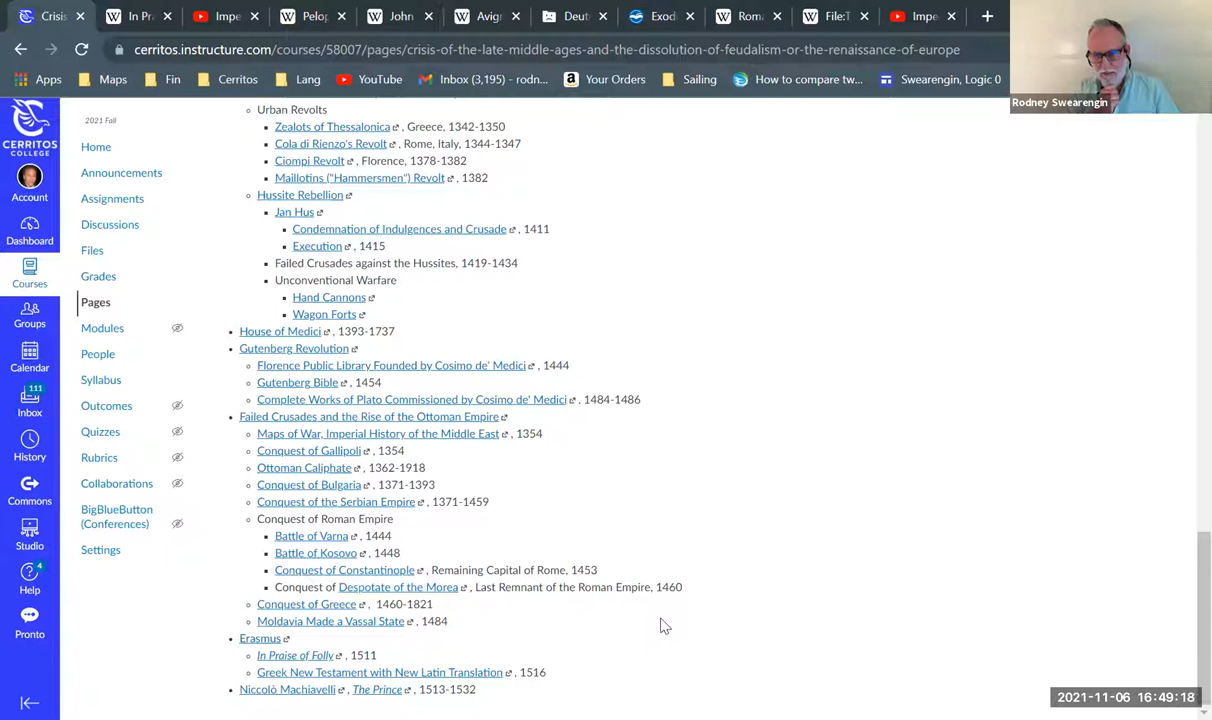 Crisis
In Pra
Impe
Pelop
John
Avign
Deut
Exod
Roma
File:T
Impe
cerritos.instructure.com/courses/58007/pages/crisis-of-the-late-middle-ages-and-the-dissolution-of-feudalism-or-the-renaissance-of-europe
Apps
Maps
Fin
Cerritos
Lang
YouTube
Inbox (3,195) - rodn...
Your Orders
Sailing
How to compare tw...
Swearengin, Logic 0
Rodney Swearengin
CERRITOS
COLLEGE
Account
Dashboard
Courses
Groups
Calendar
111
Inbox
History
Commons
Studio
4
Help
Pronto
2021 Fall
Home
Announcements
Assignments
Discussions
Files
Grades
Pages
Modules
People
Syllabus
Outcomes
Quizzes
Rubrics
Collaborations
BigBlueButton
(Conferences)
Settings
Urban Revolts
Zealots of Thessalonica , Greece, 1342-1350
Cola di Rienzo's Revolt , Rome, Italy, 1344-1347
Ciompi Revolt , Florence, 1378-1382
Maillotins ("Hammersmen") Revolt , 1382
Hussite Rebellion
Jan Hus
Condemnation of Indulgences and Crusade , 1411
Execution , 1415
Failed Crusades against the Hussites, 1419-1434
Unconventional Warfare
Hand Cannons
Wagon Forts
House of Medici , 1393-1737
Gutenberg Revolution
Florence Public Library Founded by Cosimo de' Medici , 1444
Gutenberg Bible , 1454
Complete Works of Plato Commissioned by Cosimo de' Medici , 1484-1486
Failed Crusades and the Rise of the Ottoman Empire
Maps of War, Imperial History of the Middle East , 1354
Conquest of Gallipoli , 1354
Ottoman Caliphate , 1362-1918
Conquest of Bulgaria , 1371-1393
Conquest of the Serbian Empire , 1371-1459
Conquest of Roman Empire
Battle of Varna , 1444
Battle of Kosovo , 1448
Conquest of Constantinople , Remaining Capital of Rome, 1453
Conquest of Despotate of the Morea , Last Remnant of the Roman Empire, 1460
Conquest of Greece , 1460-1821
Moldavia Made a Vassal State , 1484
Erasmus
In Praise of Folly , 1511
Greek New Testament with New Latin Translation , 1516
Niccolò Machiavelli , The Prince , 1513-1532
2021-11-06 16:49:18